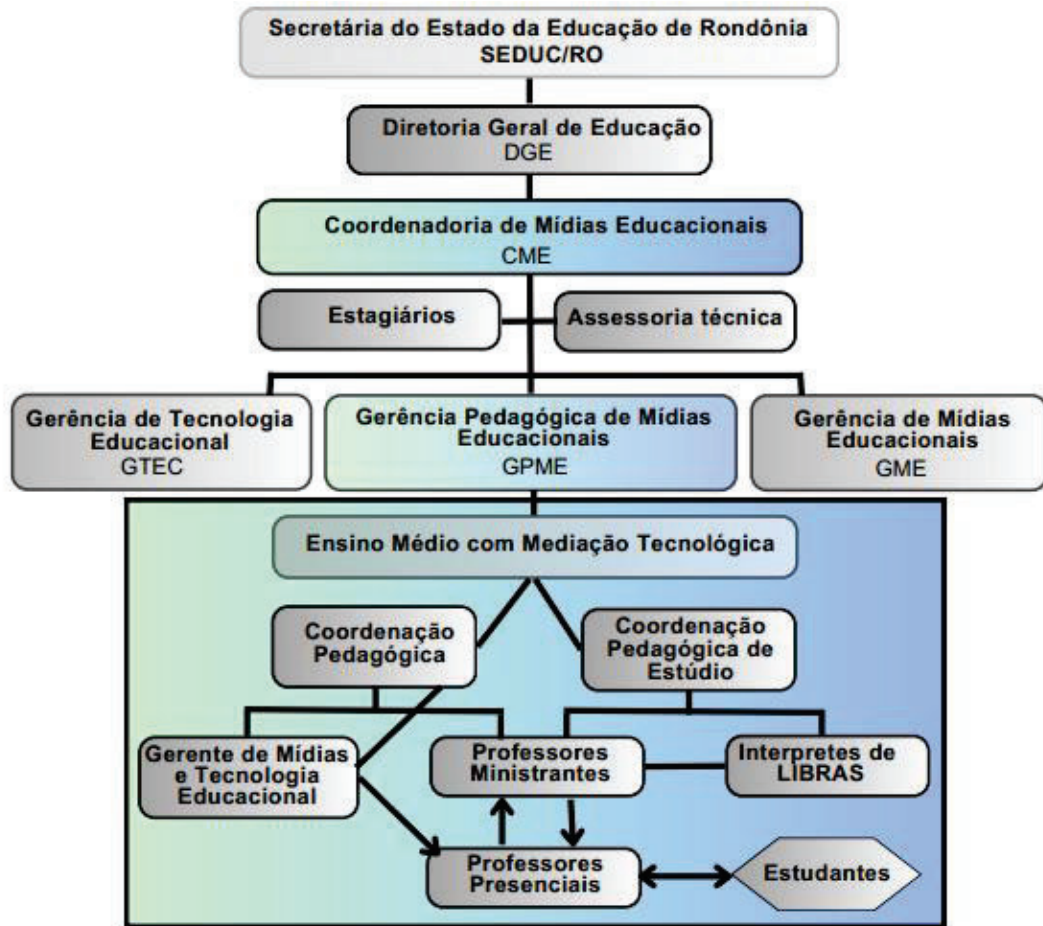 Secretária do Estado da Educação de Rondônia
SEDUC/RO
Diretoria Geral de Educação
DGE
Coordenadoria de Mídias Educacionais
CME
Estagiários
Assessoria técnica
Gerência de Tecnologia
Educacional
GTEC
Gerência Pedagógica de Mídias
Educacionais
GPME
Gerência de Mídias
Educacionais
GME
Ensino Médio com Mediação Tecnológica
Coordenação
Pedagógica
Coordenação
Pedagógica de
Estúdio
Gerente de Mídias
e Tecnologia
Educacional
Professores
Ministrantes
Interpretes de
LIBRAS
Professores
Presenciais
Estudantes